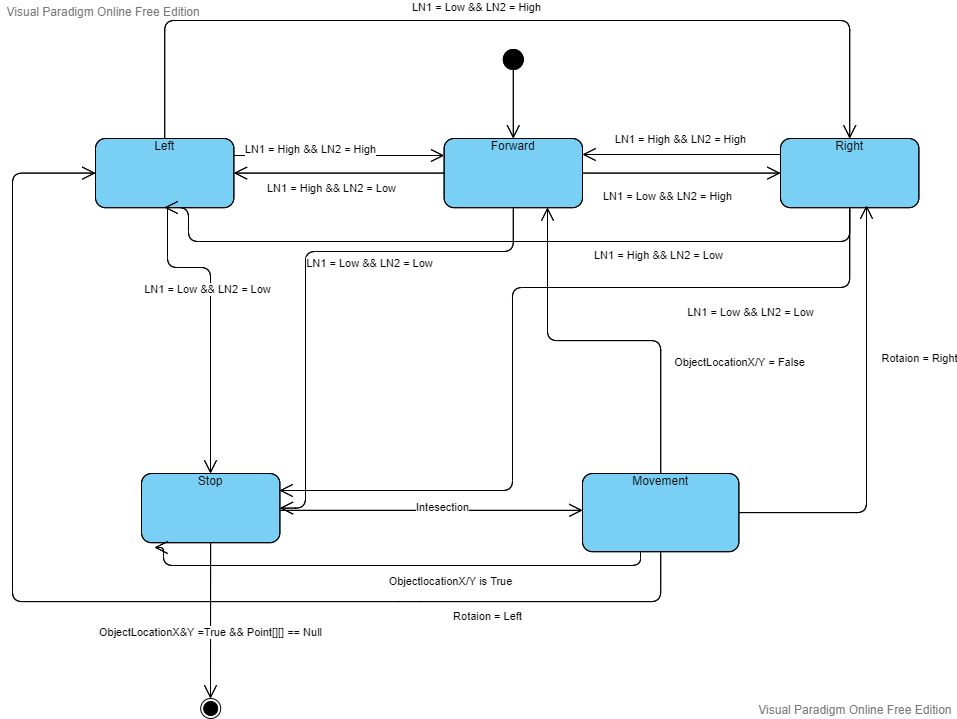 LN1 = Low && LN2 = High
Visual Paradigm Online Free Edition
LN1 = High && LN2 = High
Left
LN1 = High && LN2 = High
Forward
Right
LN1 = High && LN2 = Low
LN1 = Low && LN2 = High
LN1 = High && LN2 = Low
LN1 = Low && LN2 = Low
LN1 = Low && LN2 = Low
LN1 = Low && LN2 = Low
ObjectLocationX/Y = False
Rotaion = Right
Stop
Movement
Intesection
ObjectlocationX/Y is True
Rotaion = Left
ObjectLocationX&Y =True && Point[][] == Null
Visual Paradigm Online Free Edition